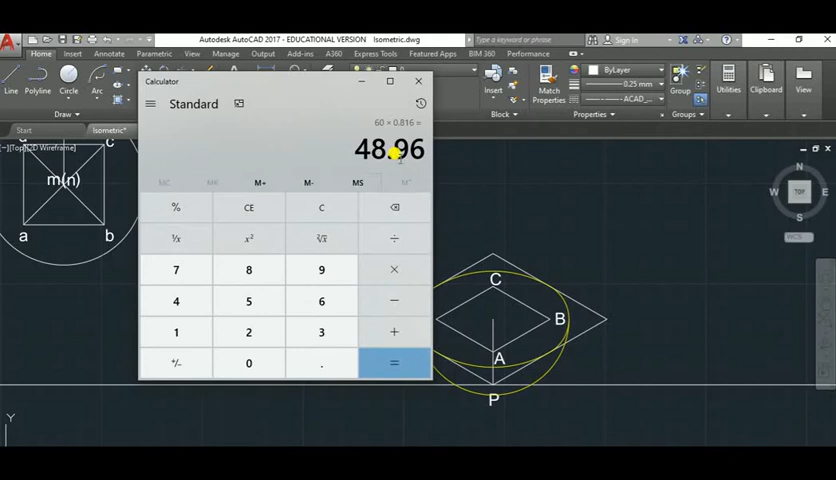 Autodesk AutoCAD 2017 - EDUCATIONAL VERSION Isometric.dwg
Type a keyword or phrase
Sign In
Home Insert Annotate Parametric View Manage Output Add-ins A360 Express Tools Featured Apps BIM 360 Performance
Line Polyline Circle Arc
Insert
Match Properties
ByLayer
0.25 mm
ACAD_...
Groups
Utilities
Clipboard
View
Draw
Block
Properties
Groups
Start
Isometric*
[−][Top][2D Wireframe]
c
m(n)
a
b
Calculator
Standard
60 × 0.816 =
48.96
MC MR M+ M- MS M˅
% CE C
¹/x x² ²√x ÷
7 8 9 ×
4 5 6 −
1 2 3 +
+/− 0 . =
N
W TOP E
S
WCS
C
B
A
P
Y